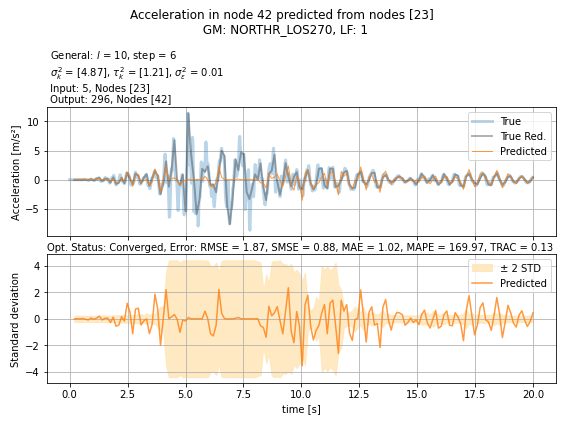 Acceleration in node 42 predicted from nodes [23]
GM: NORTHR_LOS270, LF: 1
General: l = 10, step = 6
σ²ₖ = [4.87], τ²ₖ = [1.21], σ²ε = 0.01
Input: 5, Nodes [23]
Output: 296, Nodes [42]
True
True Red.
Predicted
Acceleration [m/s²]
10
5
0
−5
Opt. Status: Converged, Error: RMSE = 1.87, SMSE = 0.88, MAE = 1.02, MAPE = 169.97, TRAC = 0.13
± 2 STD
Predicted
Standard deviation
4
2
0
−2
−4
0.0 2.5 5.0 7.5 10.0 12.5 15.0 17.5 20.0
time [s]